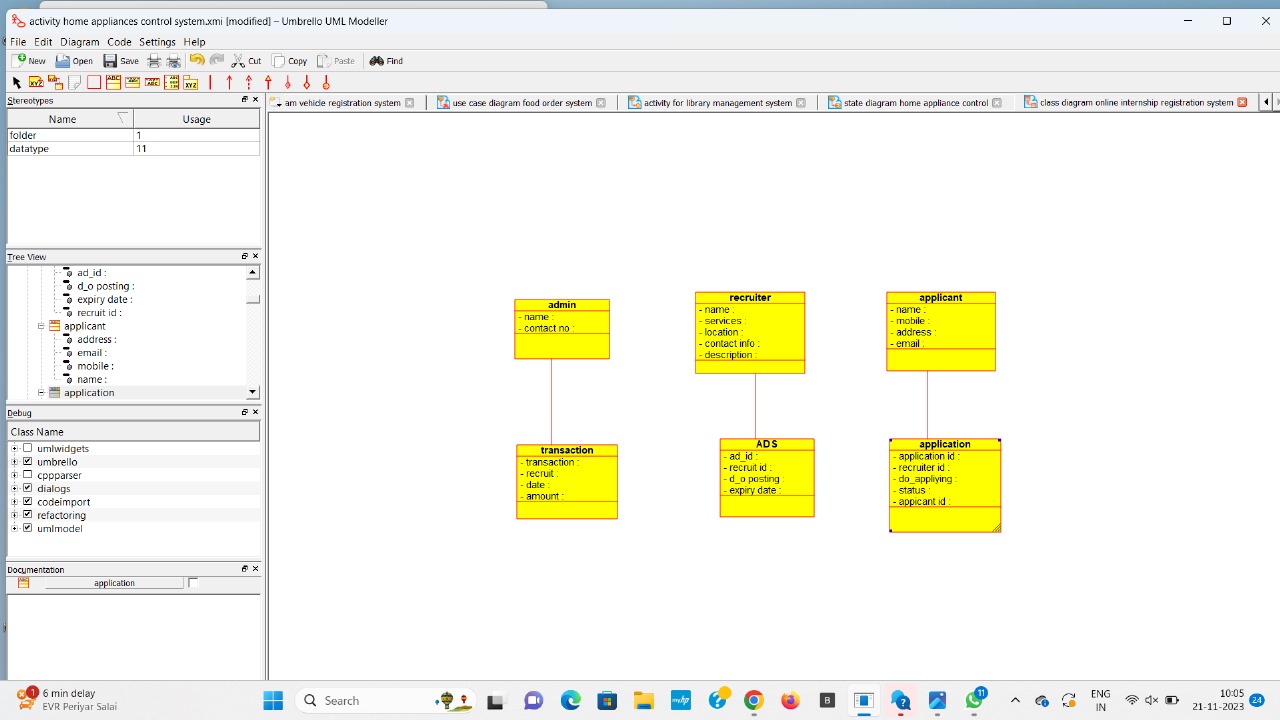 activity home appliances control system.xmi [modified] – Umbrello UML Modeller
File Edit Diagram Code Settings Help
New Open Save Cut Copy Paste Find
Stereotypes
Name Usage
folder 1
datatype 11
am vehicle registration system
use case diagram food order system
activity for library management system
state diagram home appliance control
class diagram online internship registration system
Tree View
ad_id :
d_o posting :
expiry date :
recruit id :
applicant
address :
email :
mobile :
name :
application
Debug
Class Name
umlwidgets
umbrello
cppparser
dialogs
codeimport
refactoring
umlmodel
Documentation
application
admin
- name :
- contact no :
recruiter
- name :
- services :
- location :
- contact info :
- description :
applicant
- name :
- mobile :
- address :
- email :
transaction
- transaction :
- recruit :
- date :
- amount :
ADS
- ad_id :
- recruit id :
- d_o posting :
- expiry date :
application
- application id :
- recruiter id :
- do_appliying :
- status :
- appicant id :
1
6 min delay
EVR Periyar Salai
Search
myhp
B
11
ENG
IN
10:05
21-11-2023
24